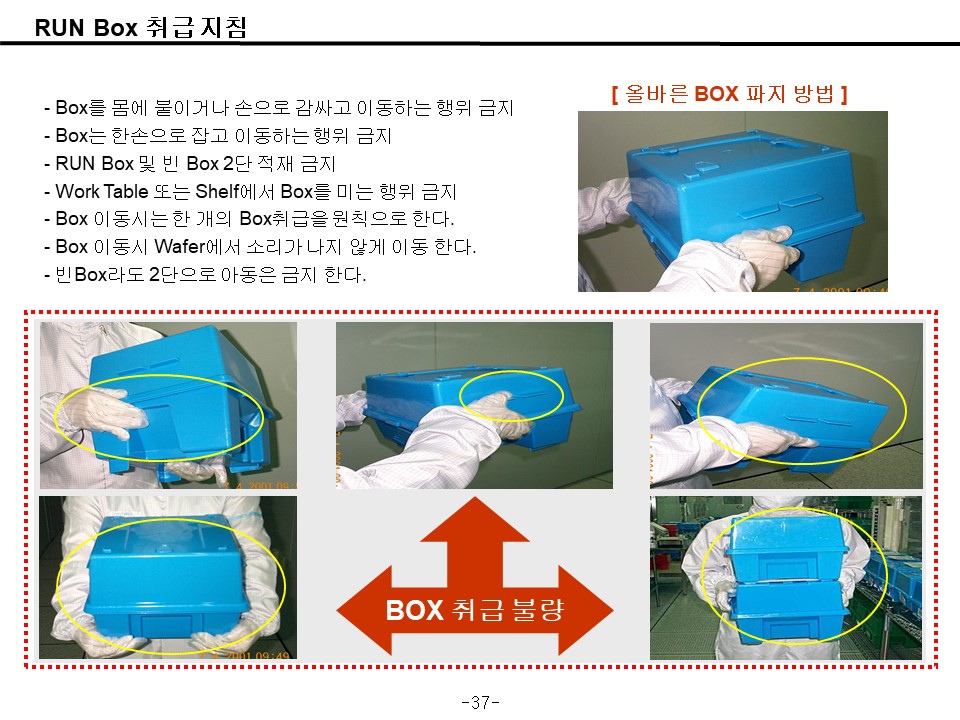 RUN Box 취급 지침
- Box를 몸에 붙이거나 손으로 감싸고 이동하는 행위 금지
- Box는 한손으로 잡고 이동하는 행위 금지
- RUN Box 및 빈 Box 2단 적재 금지
- Work Table 또는 Shelf에서 Box를 미는 행위 금지
- Box 이동시는 한 개의 Box취급을 원칙으로 한다.
- Box 이동시 Wafer에서 소리가 나지 않게 이동 한다.
- 빈Box라도 2단으로 아동은 금지 한다.
[ 올바른 BOX 파지 방법 ]
BOX 취급 불량
2001 09:49
-37-